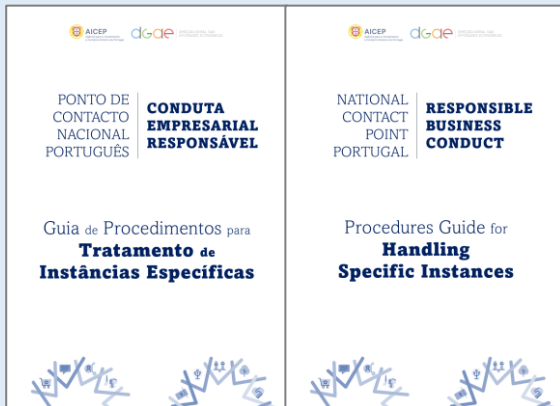 AICEP
dGae
PONTO DE
CONTACTO
NACIONAL
PORTUGUÊS
CONDUTA
EMPRESARIAL
RESPONSÁVEL
Guia de Procedimentos para
Tratamento de
Instâncias Específicas
AICEP
dGae
NATIONAL
CONTACT
POINT
PORTUGAL
RESPONSIBLE
BUSINESS
CONDUCT
Procedures Guide for
Handling
Specific Instances